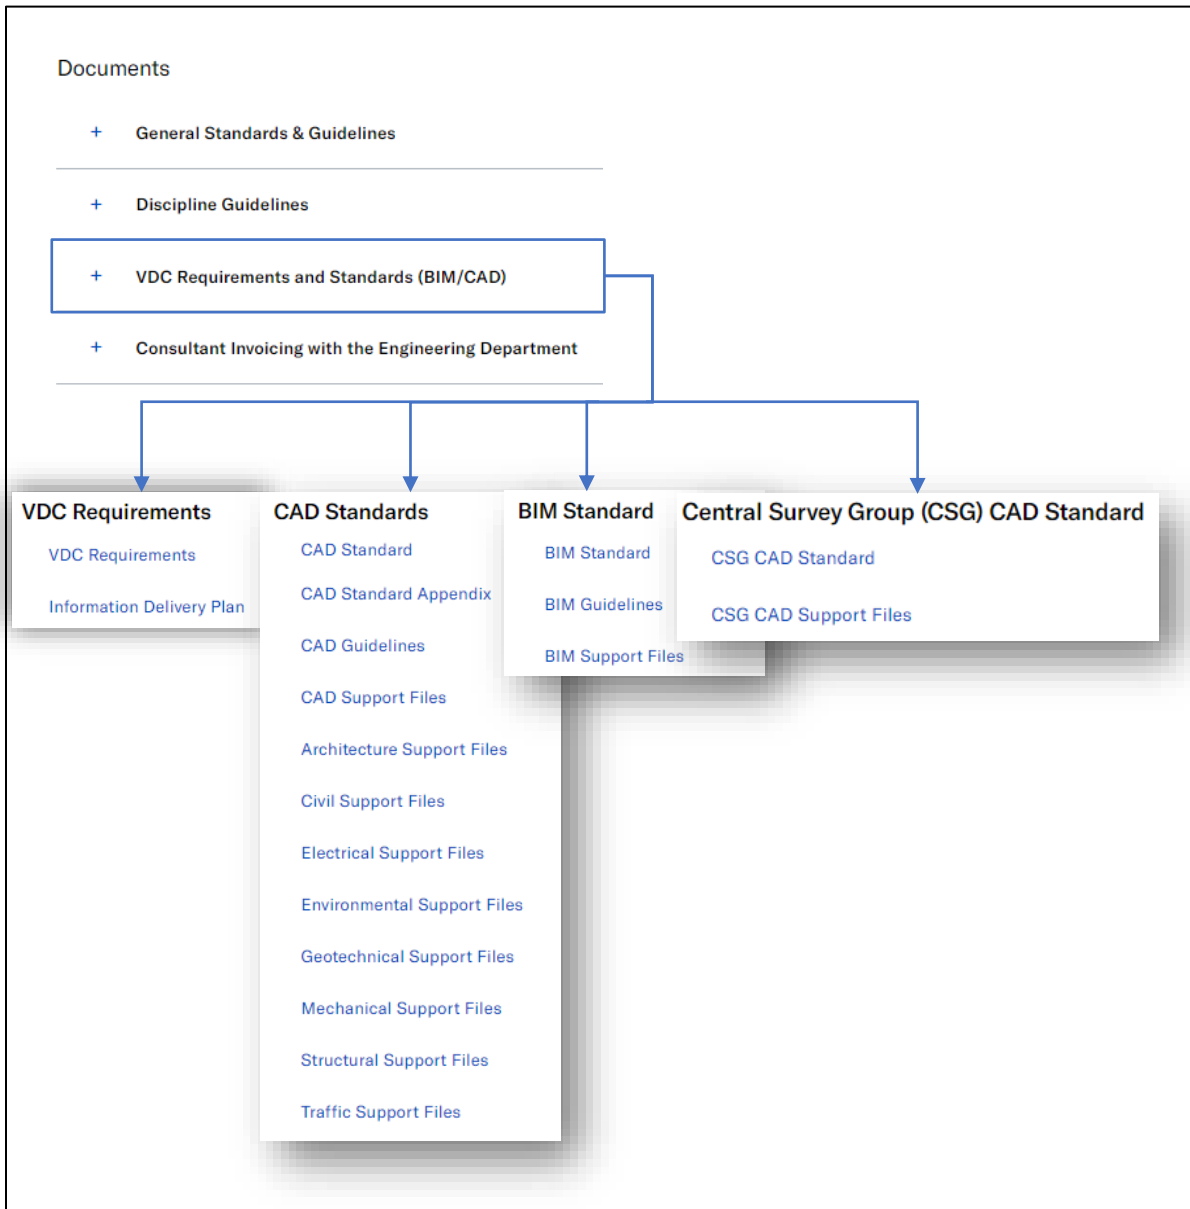 Documents
+ General Standards & Guidelines
+ Discipline Guidelines
+ VDC Requirements and Standards (BIM/CAD)
+ Consultant Invoicing with the Engineering Department
VDC Requirements
VDC Requirements
Information Delivery Plan
CAD Standards
CAD Standard
CAD Standard Appendix
CAD Guidelines
CAD Support Files
Architecture Support Files
Civil Support Files
Electrical Support Files
Environmental Support Files
Geotechnical Support Files
Mechanical Support Files
Structural Support Files
Traffic Support Files
BIM Standard
BIM Standard
BIM Guidelines
BIM Support Files
Central Survey Group (CSG) CAD Standard
CSG CAD Standard
CSG CAD Support Files